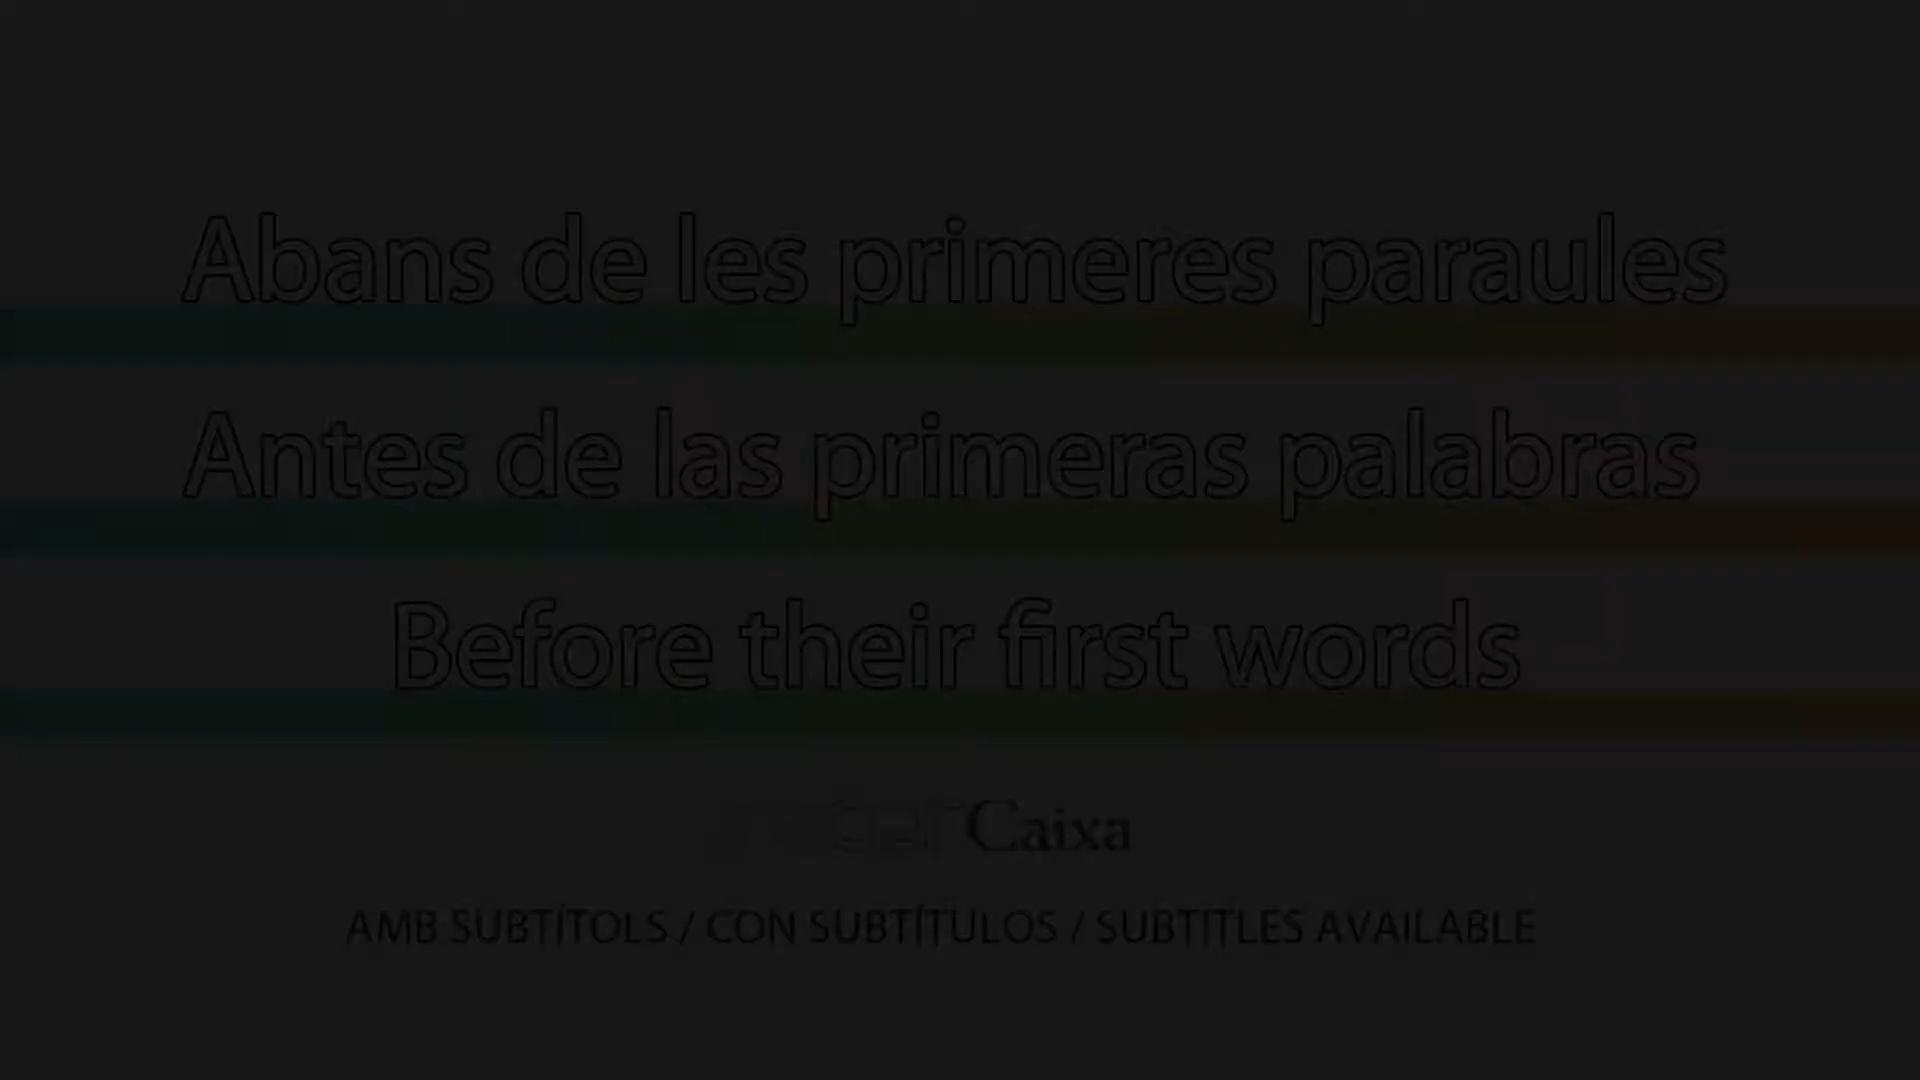 Abans de les primeres paraules
Antes de las primeras palabras
Before their first words
Caixa
AMB SUBTÍTOLS / CON SUBTÍTULOS / SUBTITLES AVAILABLE